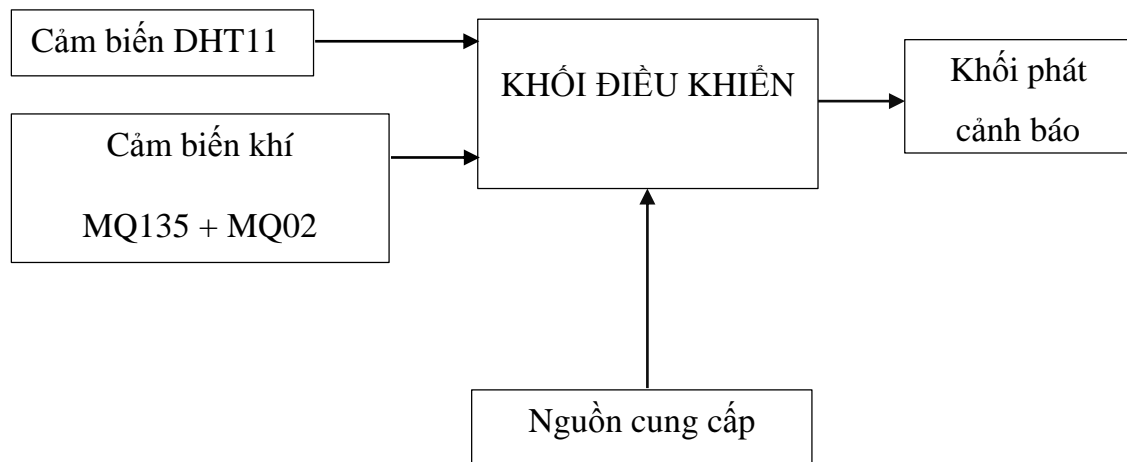 Cảm biến DHT11
Cảm biến khí
MQ135 + MQ02
KHỐI ĐIỀU KHIỂN
Khối phát
cảnh báo
Nguồn cung cấp